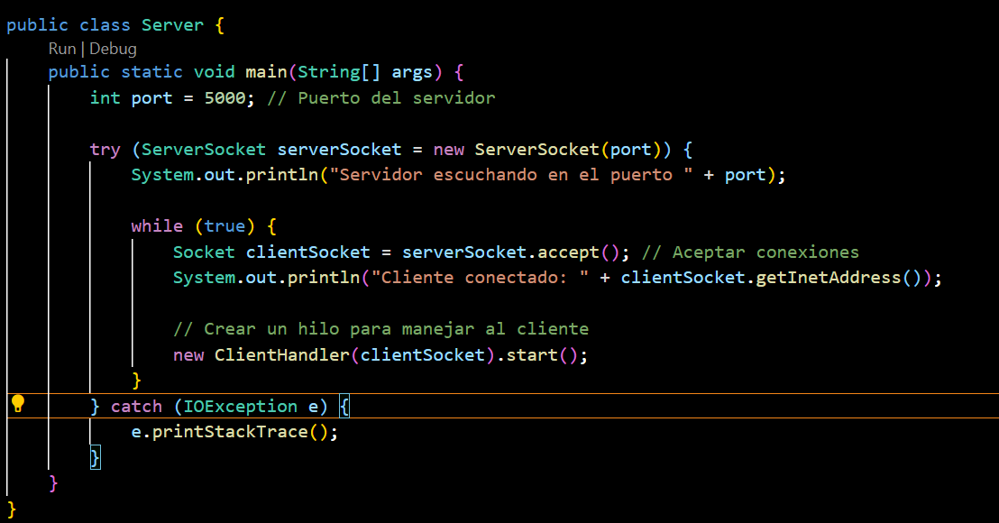 public class Server {
Run | Debug
public static void main(String[] args) {
int port = 5000; // Puerto del servidor
try (ServerSocket serverSocket = new ServerSocket(port)) {
System.out.println("Servidor escuchando en el puerto " + port);
while (true) {
Socket clientSocket = serverSocket.accept(); // Aceptar conexiones
System.out.println("Cliente conectado: " + clientSocket.getInetAddress());
// Crear un hilo para manejar al cliente
new ClientHandler(clientSocket).start();
}
} catch (IOException e) {
e.printStackTrace();
}
}
}